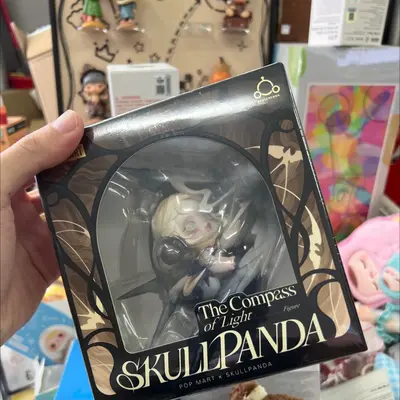 The Compass
of Light
Figure
SKULLPANDA
POP MART × SKULLPANDA